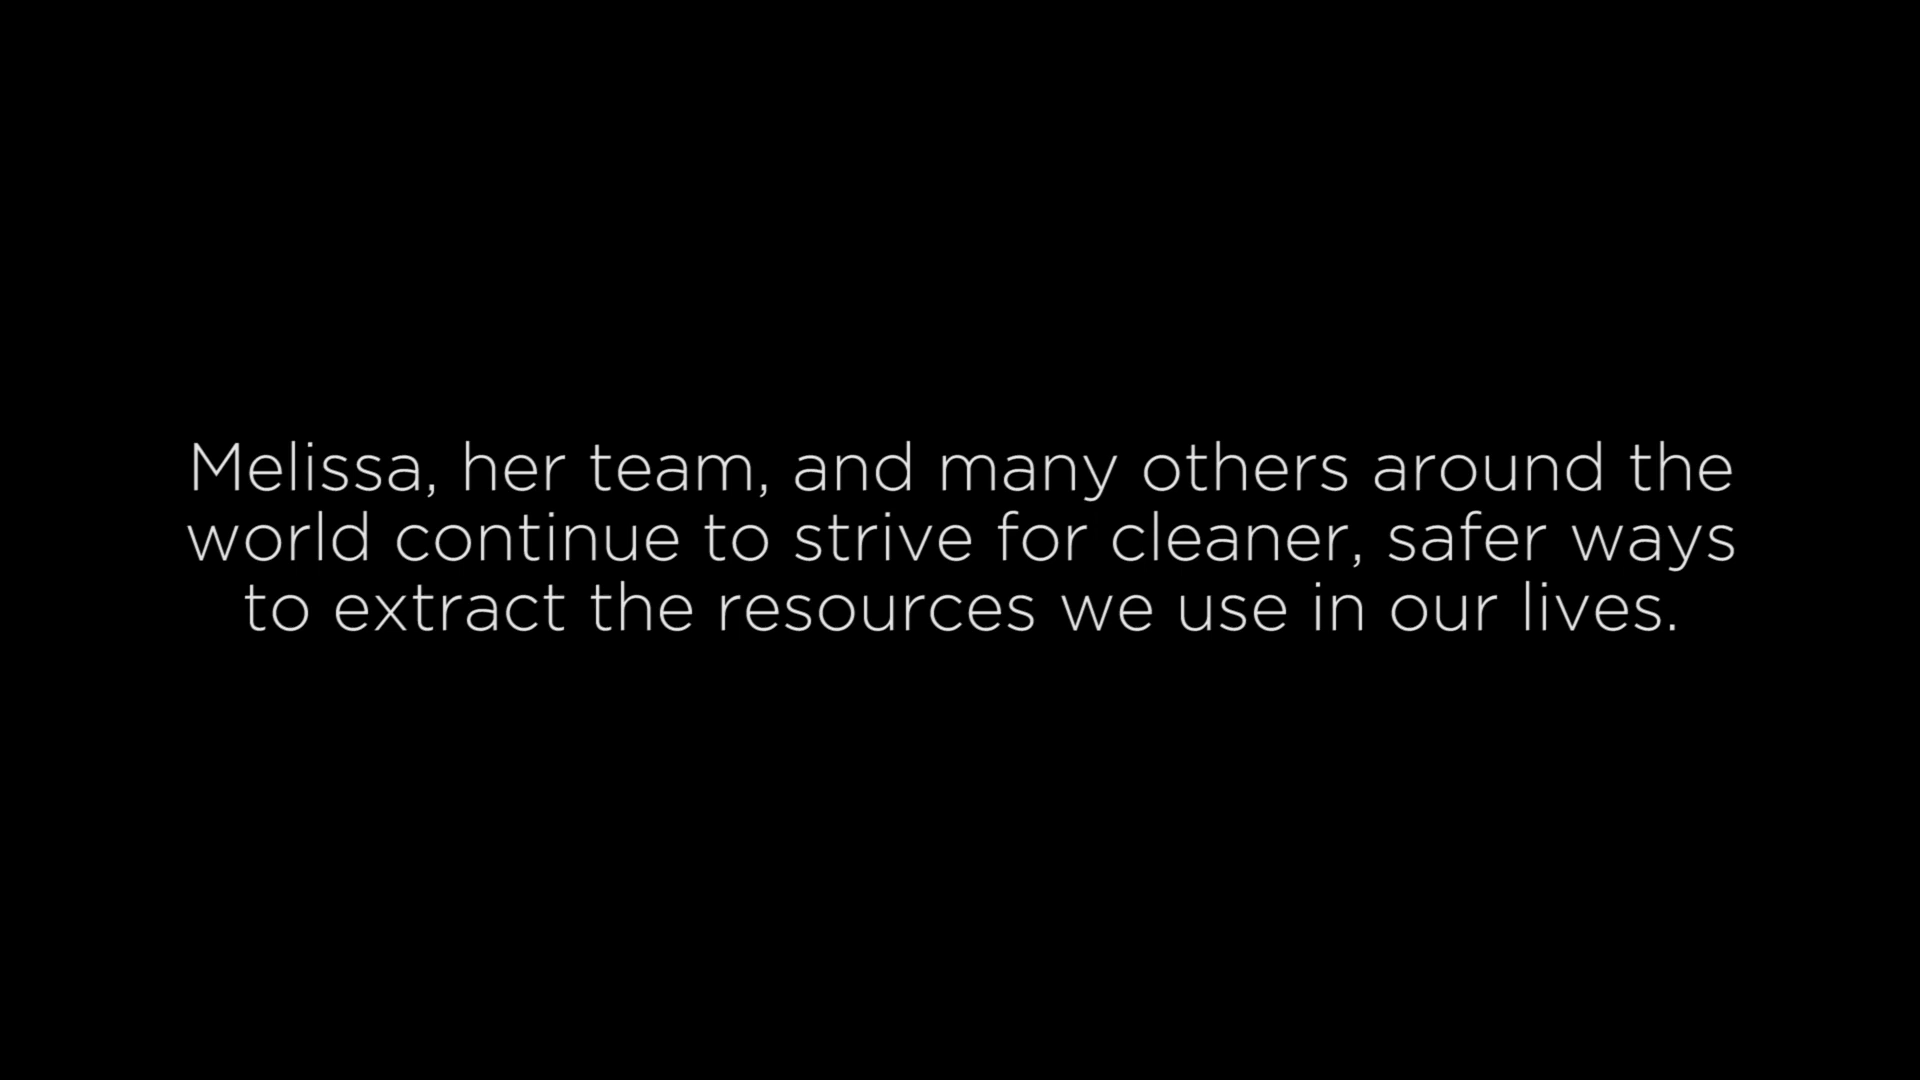 Melissa, her team, and many others around the
world continue to strive for cleaner, safer ways
to extract the resources we use in our lives.